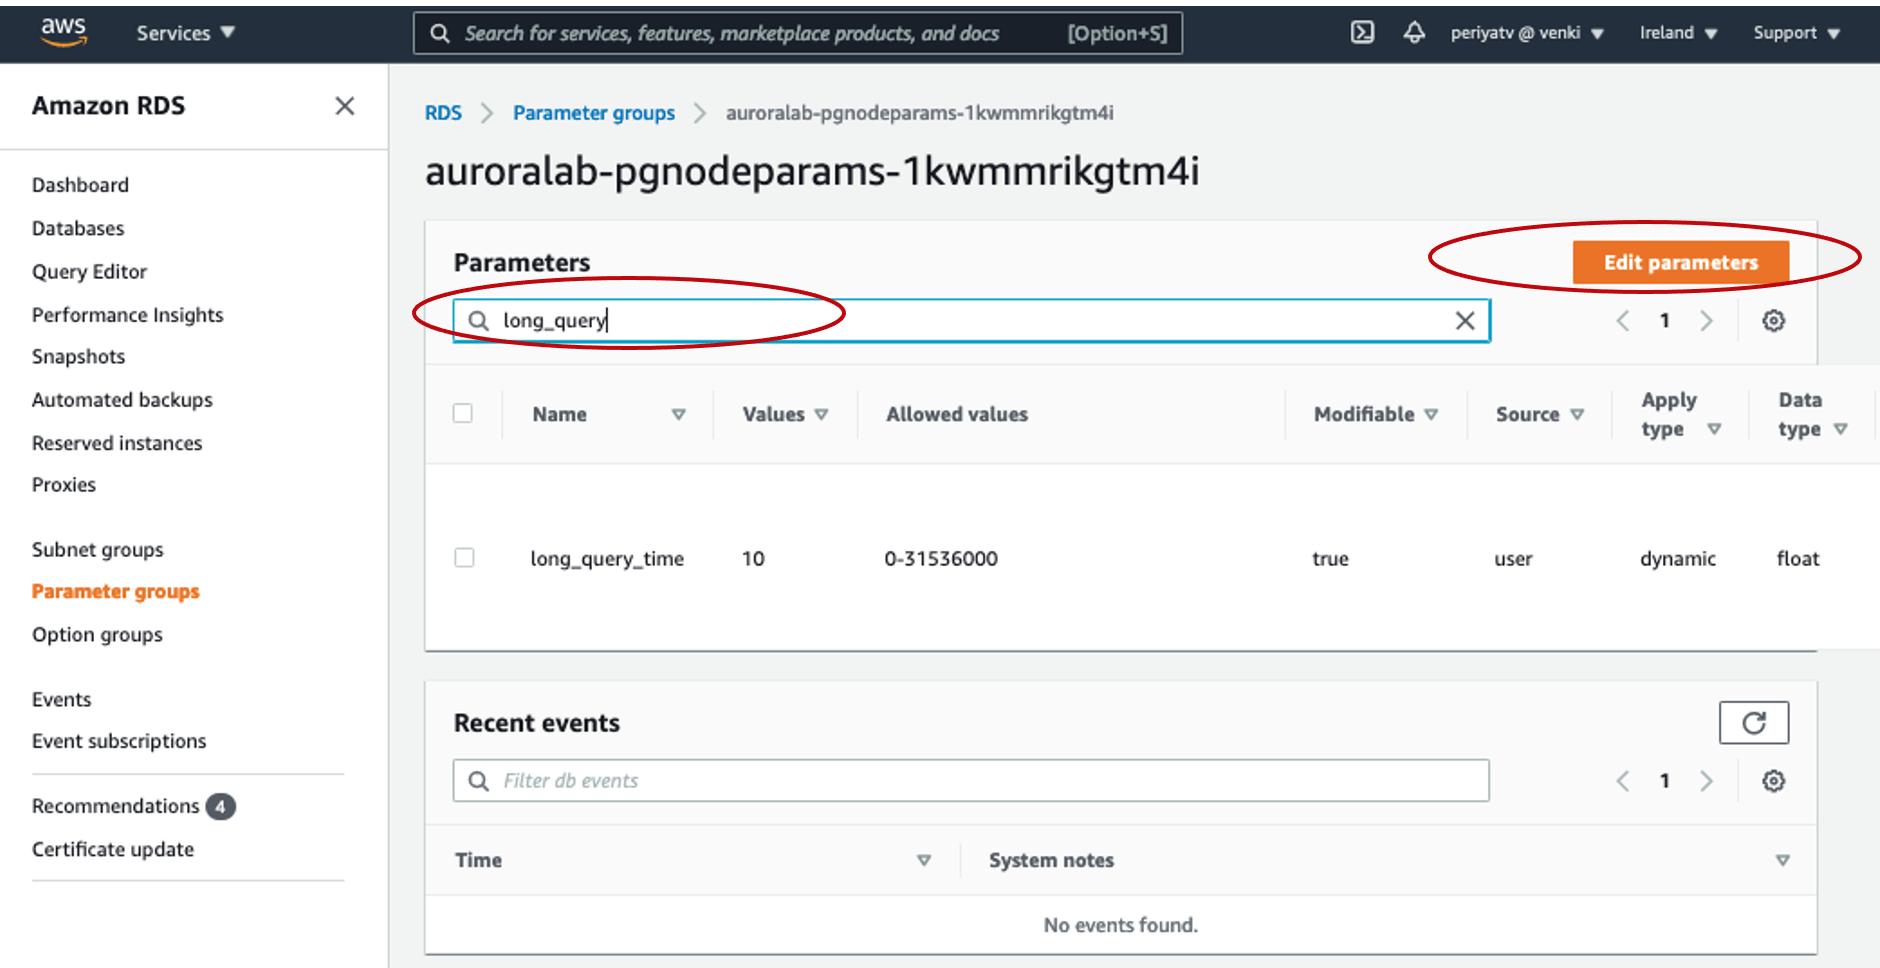 aws
Services
Search for services, features, marketplace products, and docs [Option+S]
periyatv @ venki
Ireland
Support
Amazon RDS
Dashboard
Databases
Query Editor
Performance Insights
Snapshots
Automated backups
Reserved instances
Proxies
Subnet groups
Parameter groups
Option groups
Events
Event subscriptions
Recommendations 4
Certificate update
RDS Parameter groups auroralab-pgnodeparams-1kwmmrikgtm4i
auroralab-pgnodeparams-1kwmmrikgtm4i
Parameters
Edit parameters
long_query
1
Name Values Allowed values Modifiable Source Apply type Data type
long_query_time 10 0-31536000 true user dynamic float
Recent events
Filter db events
1
Time System notes
No events found.